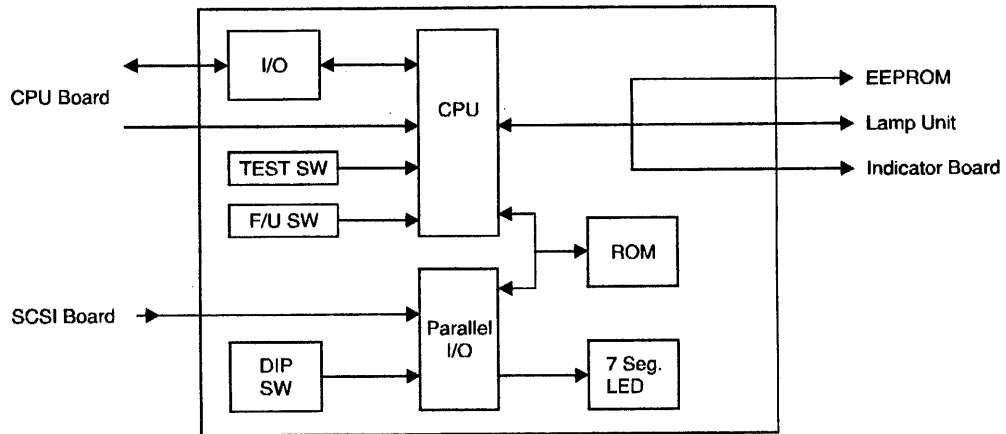 I/O
CPU Board
CPU
EEPROM
Lamp Unit
Indicator Board
TEST SW
F/U SW
ROM
SCSI Board
Parallel
I/O
DIP
SW
7 Seg.
LED